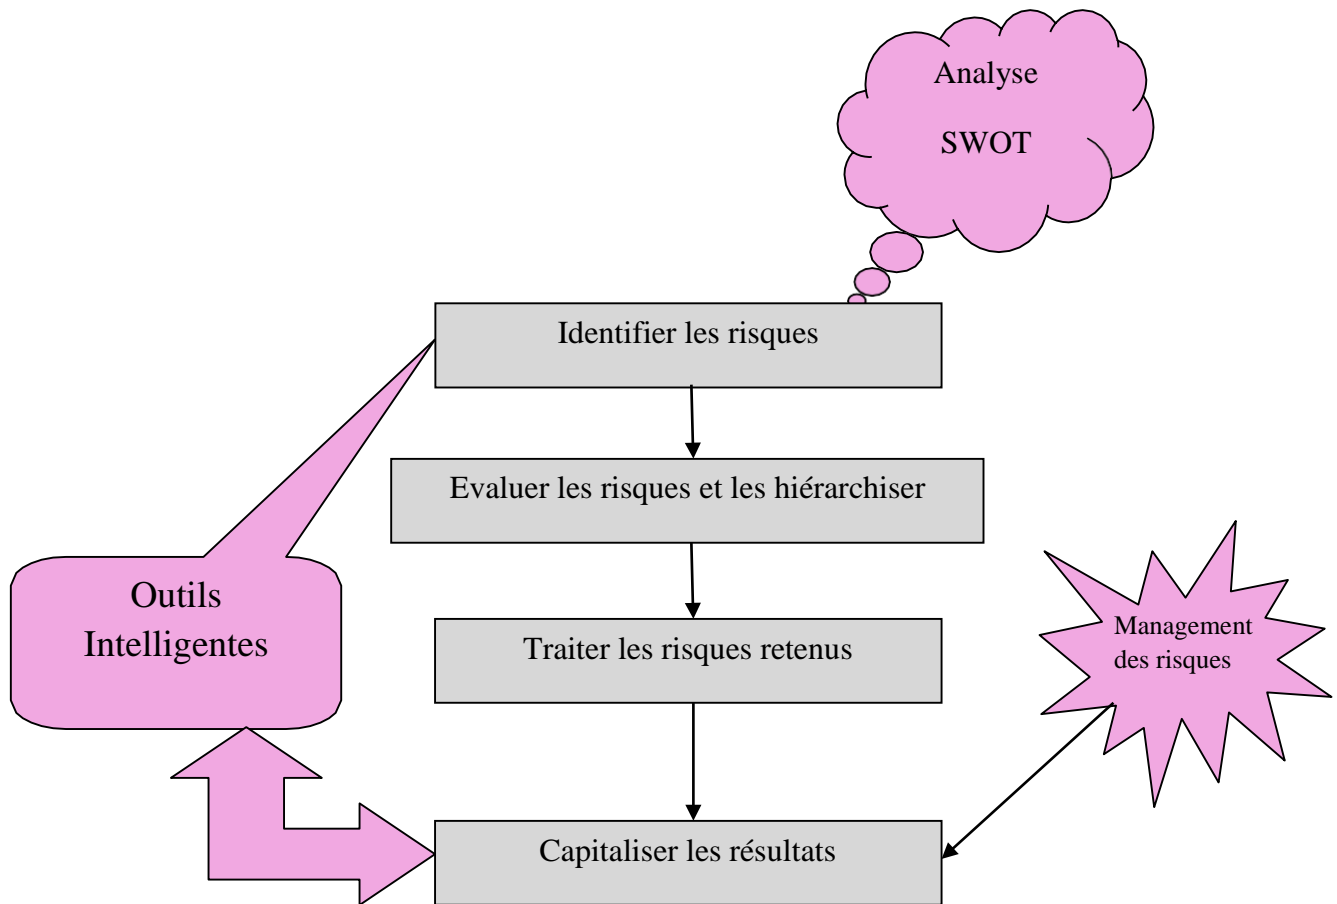 Analyse
SWOT
Identifier les risques
Evaluer les risques et les hiérarchiser
Outils
Intelligentes
Traiter les risques retenus
Management
des risques
Capitaliser les résultats